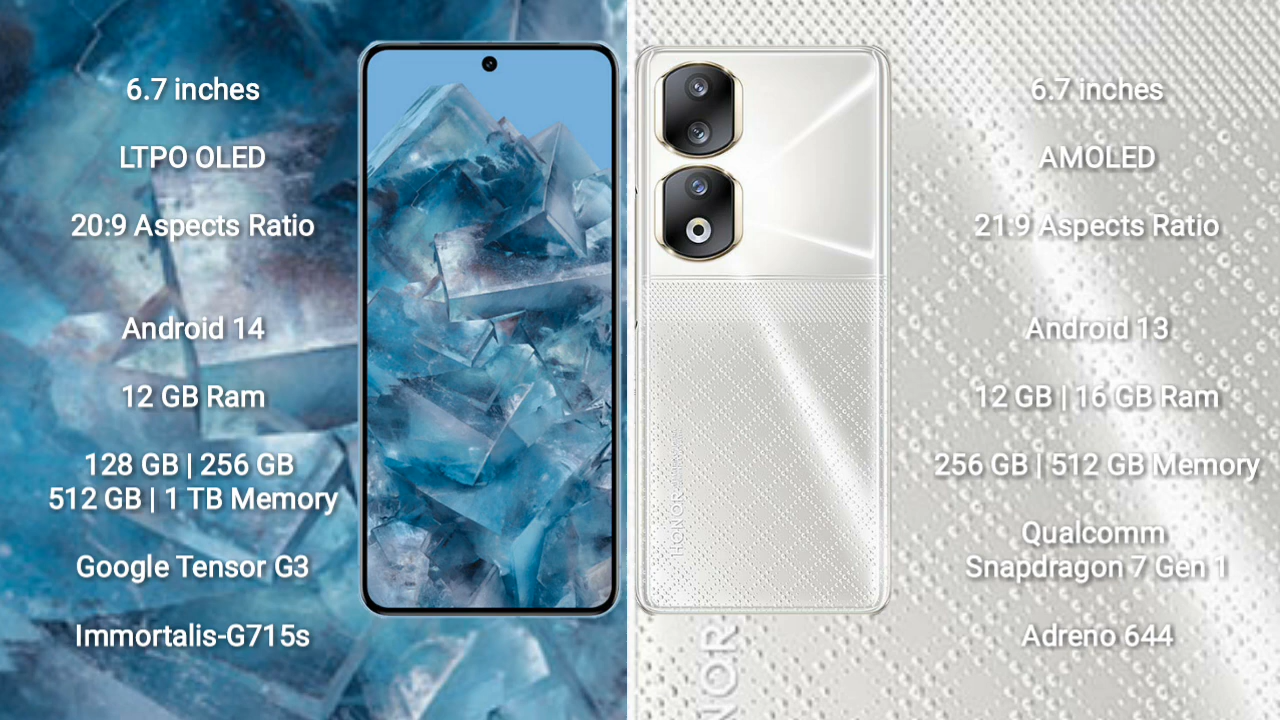 6.7 inches
LTPO OLED
20:9 Aspects Ratio
Android 14
12 GB Ram
128 GB | 256 GB
512 GB | 1 TB Memory
Google Tensor G3
Immortalis-G715s
HONOR
NOR
6.7 inches
AMOLED
21:9 Aspects Ratio
Android 13
12 GB | 16 GB Ram
256 GB | 512 GB Memory
Qualcomm
Snapdragon 7 Gen 1
Adreno 644